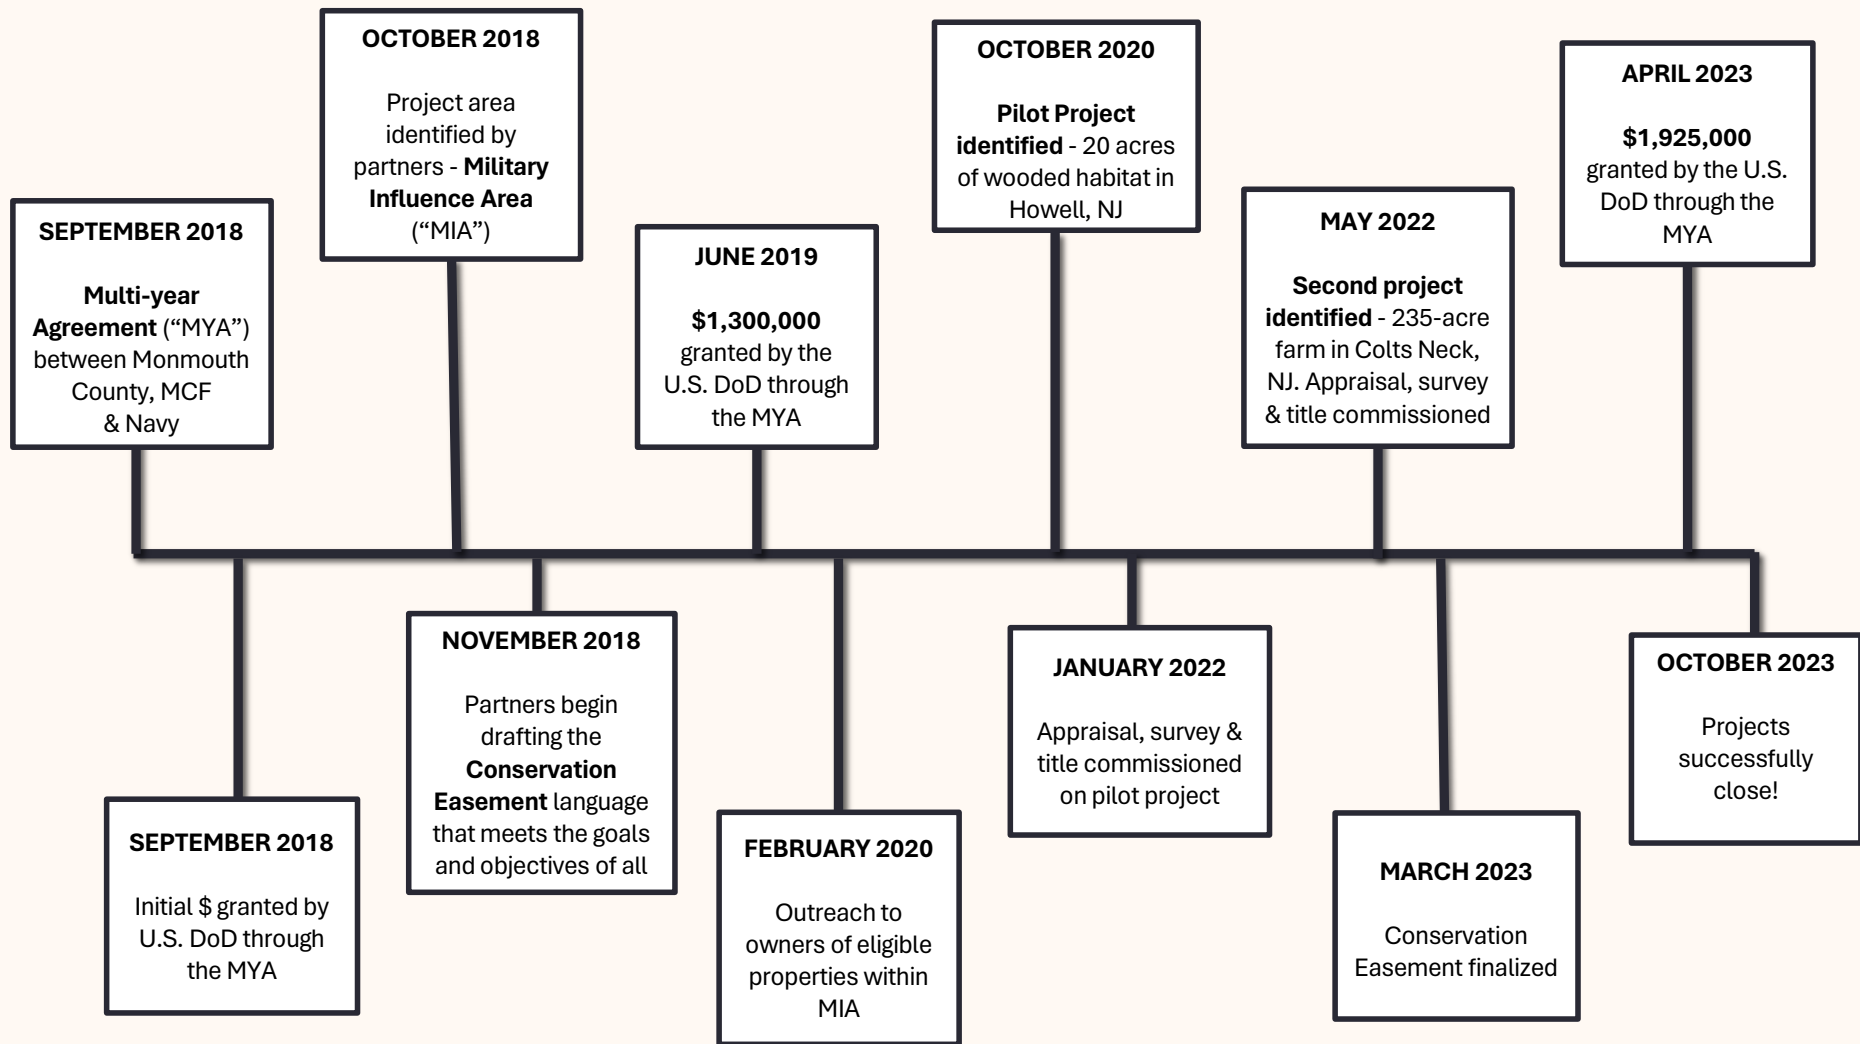 SEPTEMBER 2018
Multi-year
Agreement (“MYA”)
between Monmouth
County, MCF
& Navy
SEPTEMBER 2018
Initial $ granted by
U.S. DoD through
the MYA
OCTOBER 2018
Project area
identified by
partners - Military
Influence Area
(“MIA”)
NOVEMBER 2018
Partners begin
drafting the
Conservation
Easement language
that meets the goals
and objectives of all
JUNE 2019
$1,300,000
granted by the
U.S. DoD through
the MYA
FEBRUARY 2020
Outreach to
owners of eligible
properties within
MIA
OCTOBER 2020
Pilot Project
identified - 20 acres
of wooded habitat in
Howell, NJ
JANUARY 2022
Appraisal, survey &
title commissioned
on pilot project
MAY 2022
Second project
identified - 235-acre
farm in Colts Neck,
NJ. Appraisal, survey
& title commissioned
MARCH 2023
Conservation
Easement finalized
APRIL 2023
$1,925,000
granted by the U.S.
DoD through the
MYA
OCTOBER 2023
Projects
successfully
close!